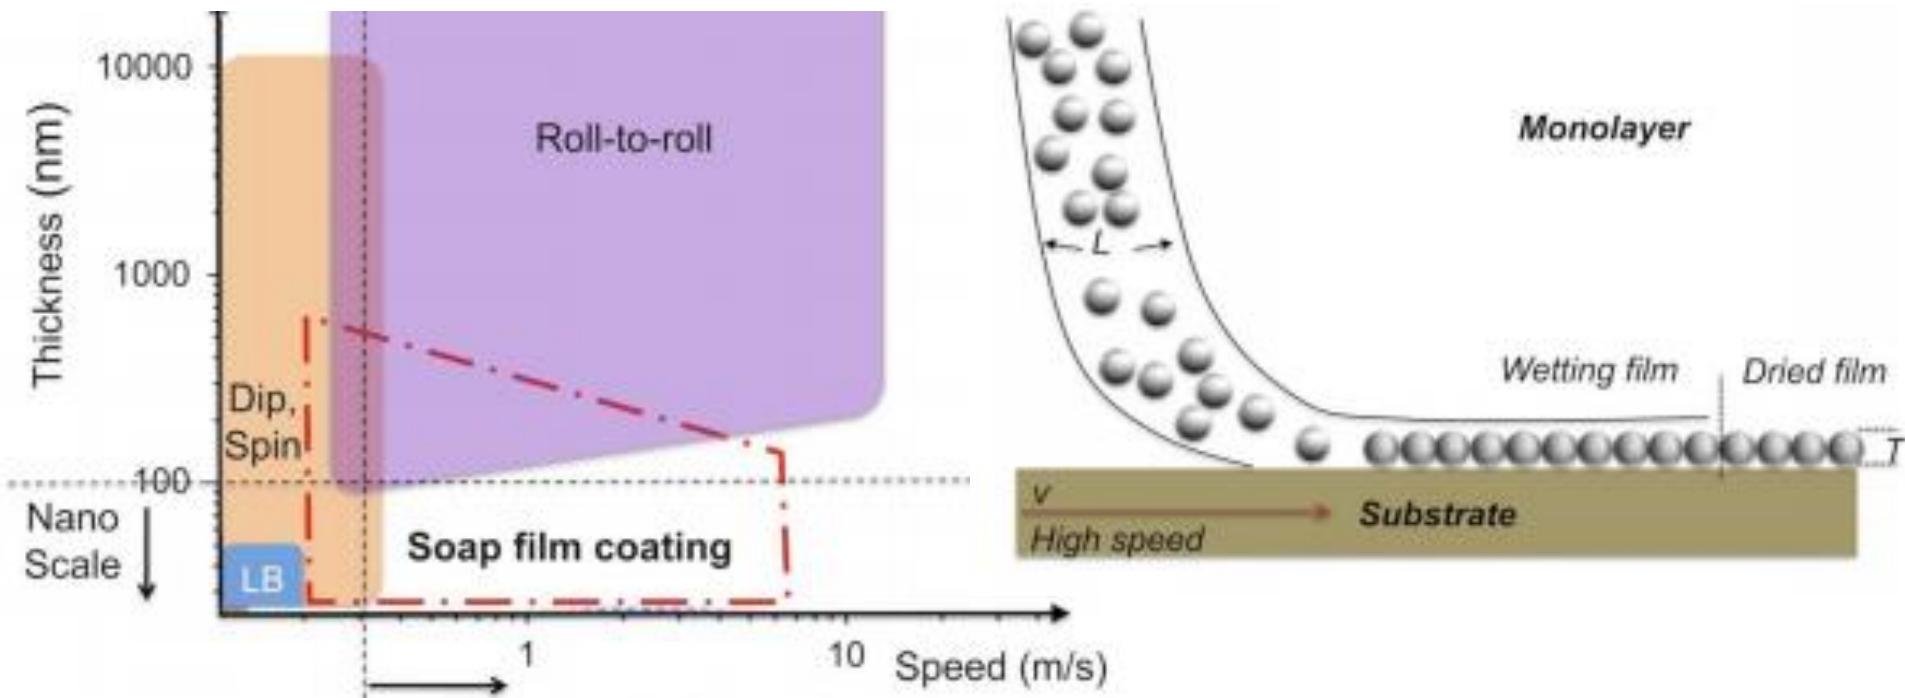 10000
1000
100
Thickness (nm)
Nano
Scale
Roll-to-roll
Dip,
Spin
LB
Soap film coating
1
10
Speed (m/s)
Monolayer
L
Wetting film
Dried film
T
v
High speed
Substrate